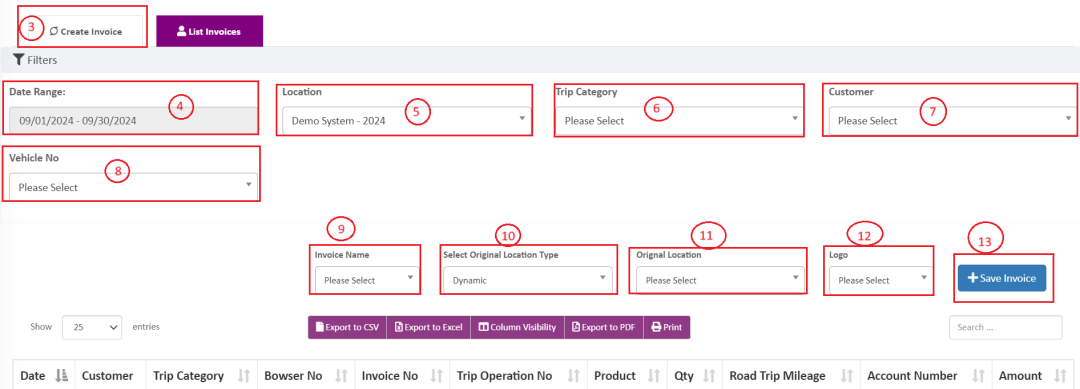 3 Create Invoice List Invoices
Filters
Date Range: Location Trip Category Customer
09/01/2024 - 09/30/2024 4 Demo System - 2024 5 Please Select 6 Please Select 7
Vehicle No
8
Please Select
9 10 11 12 13
Invoice Name Select Orignal Location Type Orignal Location Logo
Please Select Dynamic Please Select Please Select Save Invoice
Show 25 entries Export to CSV Export to Excel Column Visibility Export to PDF Print Search ...
Date Customer Trip Category Bowser No Invoice No Trip Operation No Product Qty Road Trip Mileage Account Number Amount